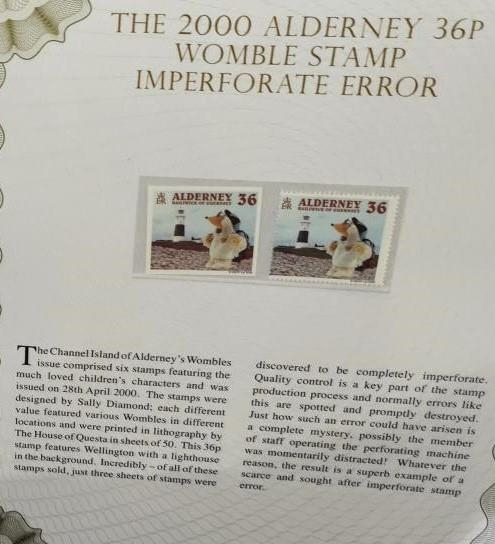 THE 2000 ALDERNEY 36P
WOMBLE STAMP
IMPERFORATE ERROR
ALDERNEY 36
BAILIWICK OF GUERNSEY
ALDERNEY 36
BAILIWICK OF GUERNSEY
The Channel Island of Alderney's Wombles
issue comprised six stamps featuring the
much loved children's characters and was
issued on 28th April 2000. The stamps were
designed by Sally Diamond; each different
value featured various Wombles in different
locations and were printed in lithography by
The House of Questa in sheets of 50. This 36p
stamp features Wellington with a lighthouse
in the background. Incredibly – of all of these
stamps sold, just three sheets of stamps were
discovered to be completely imperforate.
Quality control is a key part of the stamp
production process and normally errors like
this are spotted and promptly destroyed.
Just how such an error could have arisen is
a complete mystery, possibly the member
of staff operating the perforating machine
was momentarily distracted! Whatever the
reason, the result is a superb example of a
scarce and sought after imperforate stamp
error.